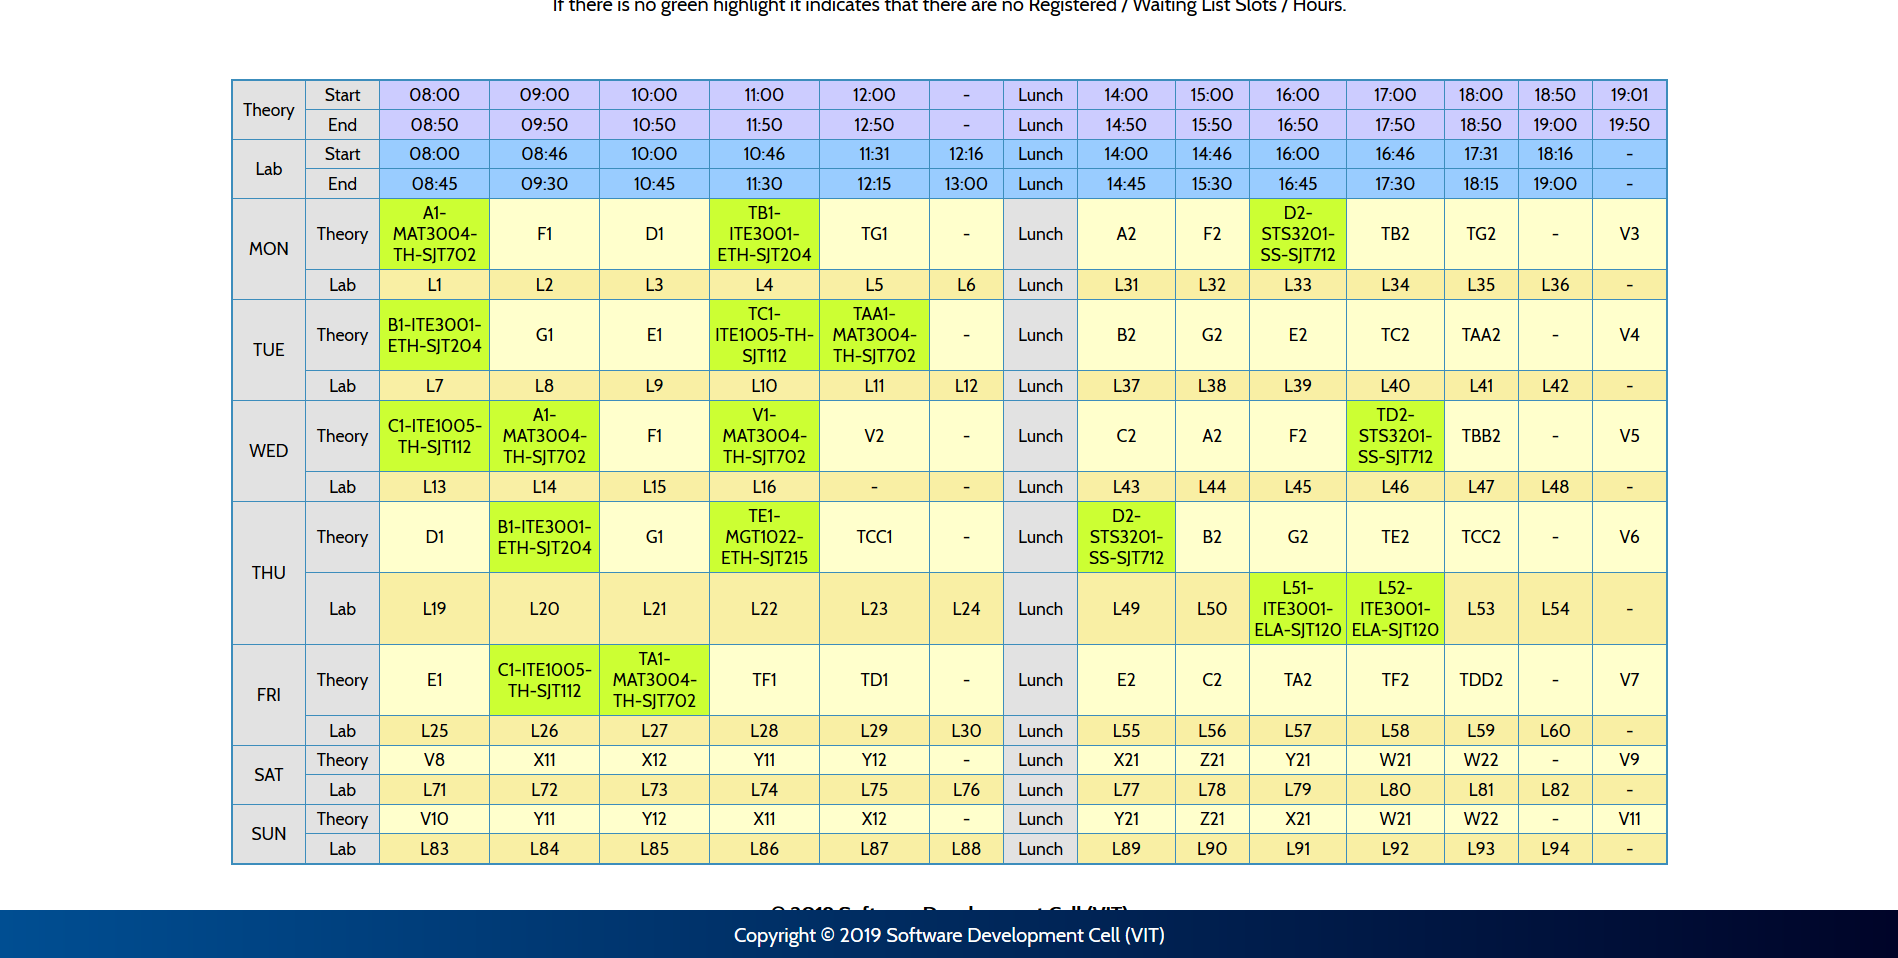 If there is no green highlight it indicates that there are no Registered / Waiting List Slots / Hours.
Theory Start 08:00 09:00 10:00 11:00 12:00 - Lunch 14:00 15:00 16:00 17:00 18:00 18:50 19:01
End 08:50 09:50 10:50 11:50 12:50 - Lunch 14:50 15:50 16:50 17:50 18:50 19:00 19:50
Lab Start 08:00 08:46 10:00 10:46 11:31 12:16 Lunch 14:00 14:46 16:00 16:46 17:31 18:16 -
End 08:45 09:30 10:45 11:30 12:15 13:00 Lunch 14:45 15:30 16:45 17:30 18:15 19:00 -
MON Theory A1-MAT3004-TH-SJT702 F1 D1 TB1-ITE3001-ETH-SJT204 TG1 - Lunch A2 F2 D2-STS3201-SS-SJT712 TB2 TG2 - V3
Lab L1 L2 L3 L4 L5 L6 Lunch L31 L32 L33 L34 L35 L36 -
TUE Theory B1-ITE3001-ETH-SJT204 G1 E1 TC1-ITE1005-TH-SJT112 TAA1-MAT3004-TH-SJT702 - Lunch B2 G2 E2 TC2 TAA2 - V4
Lab L7 L8 L9 L10 L11 L12 Lunch L37 L38 L39 L40 L41 L42 -
WED Theory C1-ITE1005-TH-SJT112 A1-MAT3004-TH-SJT702 F1 V1-MAT3004-TH-SJT702 V2 - Lunch C2 A2 F2 TD2-STS3201-SS-SJT712 TBB2 - V5
Lab L13 L14 L15 L16 - - Lunch L43 L44 L45 L46 L47 L48 -
THU Theory D1 B1-ITE3001-ETH-SJT204 G1 TE1-MGT1022-ETH-SJT215 TCC1 - Lunch D2-STS3201-SS-SJT712 B2 G2 TE2 TCC2 - V6
Lab L19 L20 L21 L22 L23 L24 Lunch L49 L50 L51-ITE3001-ELA-SJT120 L52-ITE3001-ELA-SJT120 L53 L54 -
FRI Theory E1 C1-ITE1005-TH-SJT112 TA1-MAT3004-TH-SJT702 TF1 TD1 - Lunch E2 C2 TA2 TF2 TDD2 - V7
Lab L25 L26 L27 L28 L29 L30 Lunch L55 L56 L57 L58 L59 L60 -
SAT Theory V8 X11 X12 Y11 Y12 - Lunch X21 Z21 Y21 W21 W22 - V9
Lab L71 L72 L73 L74 L75 L76 Lunch L77 L78 L79 L80 L81 L82 -
SUN Theory V10 Y11 Y12 X11 X12 - Lunch Y21 Z21 X21 W21 W22 - V11
Lab L83 L84 L85 L86 L87 L88 Lunch L89 L90 L91 L92 L93 L94 -
© 2019 Software Development Cell (VIT)
Copyright © 2019 Software Development Cell (VIT)